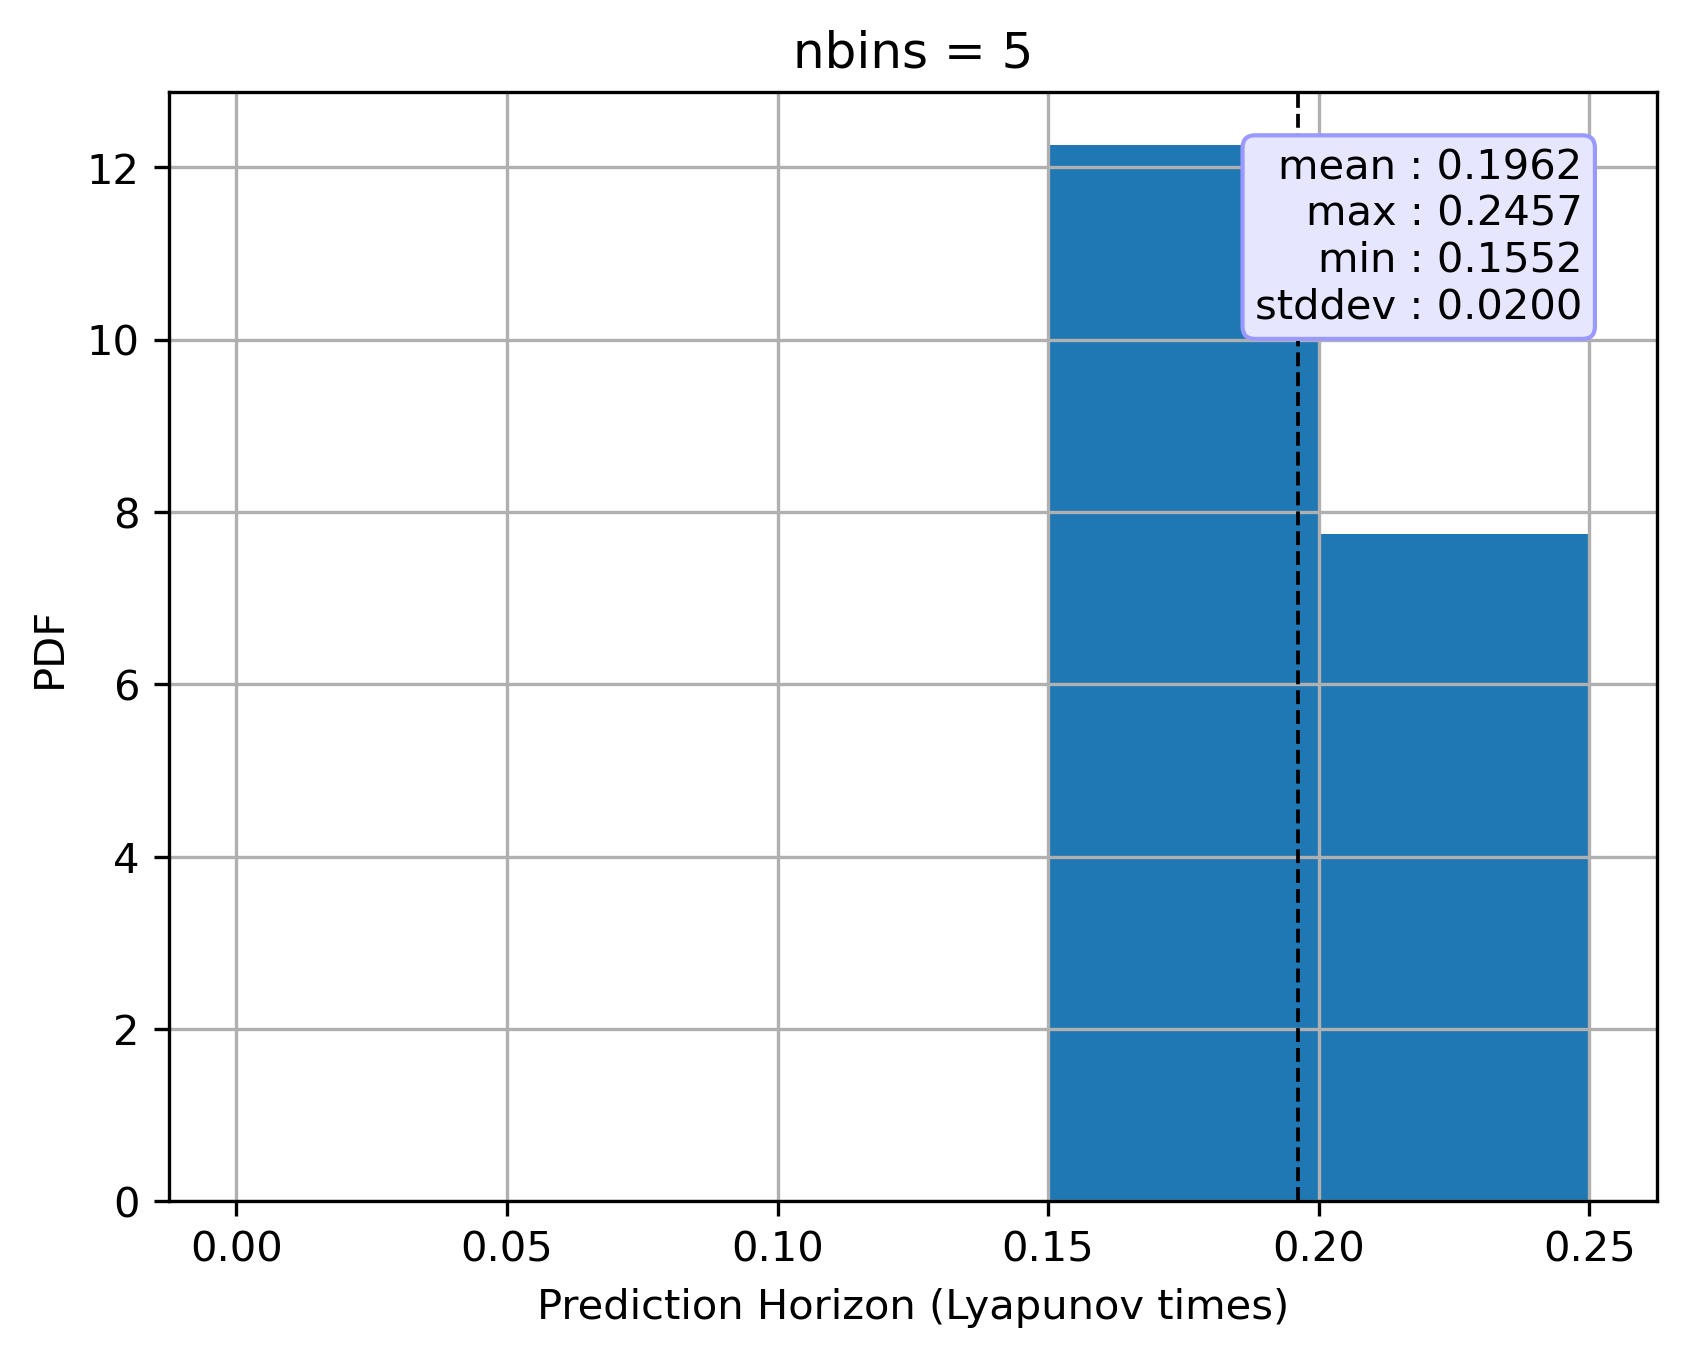 nbins = 5
mean : 0.1962
max : 0.2457
min : 0.1552
stddev : 0.0200
PDF
12
10
8
6
4
2
0
0.00 0.05 0.10 0.15 0.20 0.25
Prediction Horizon (Lyapunov times)